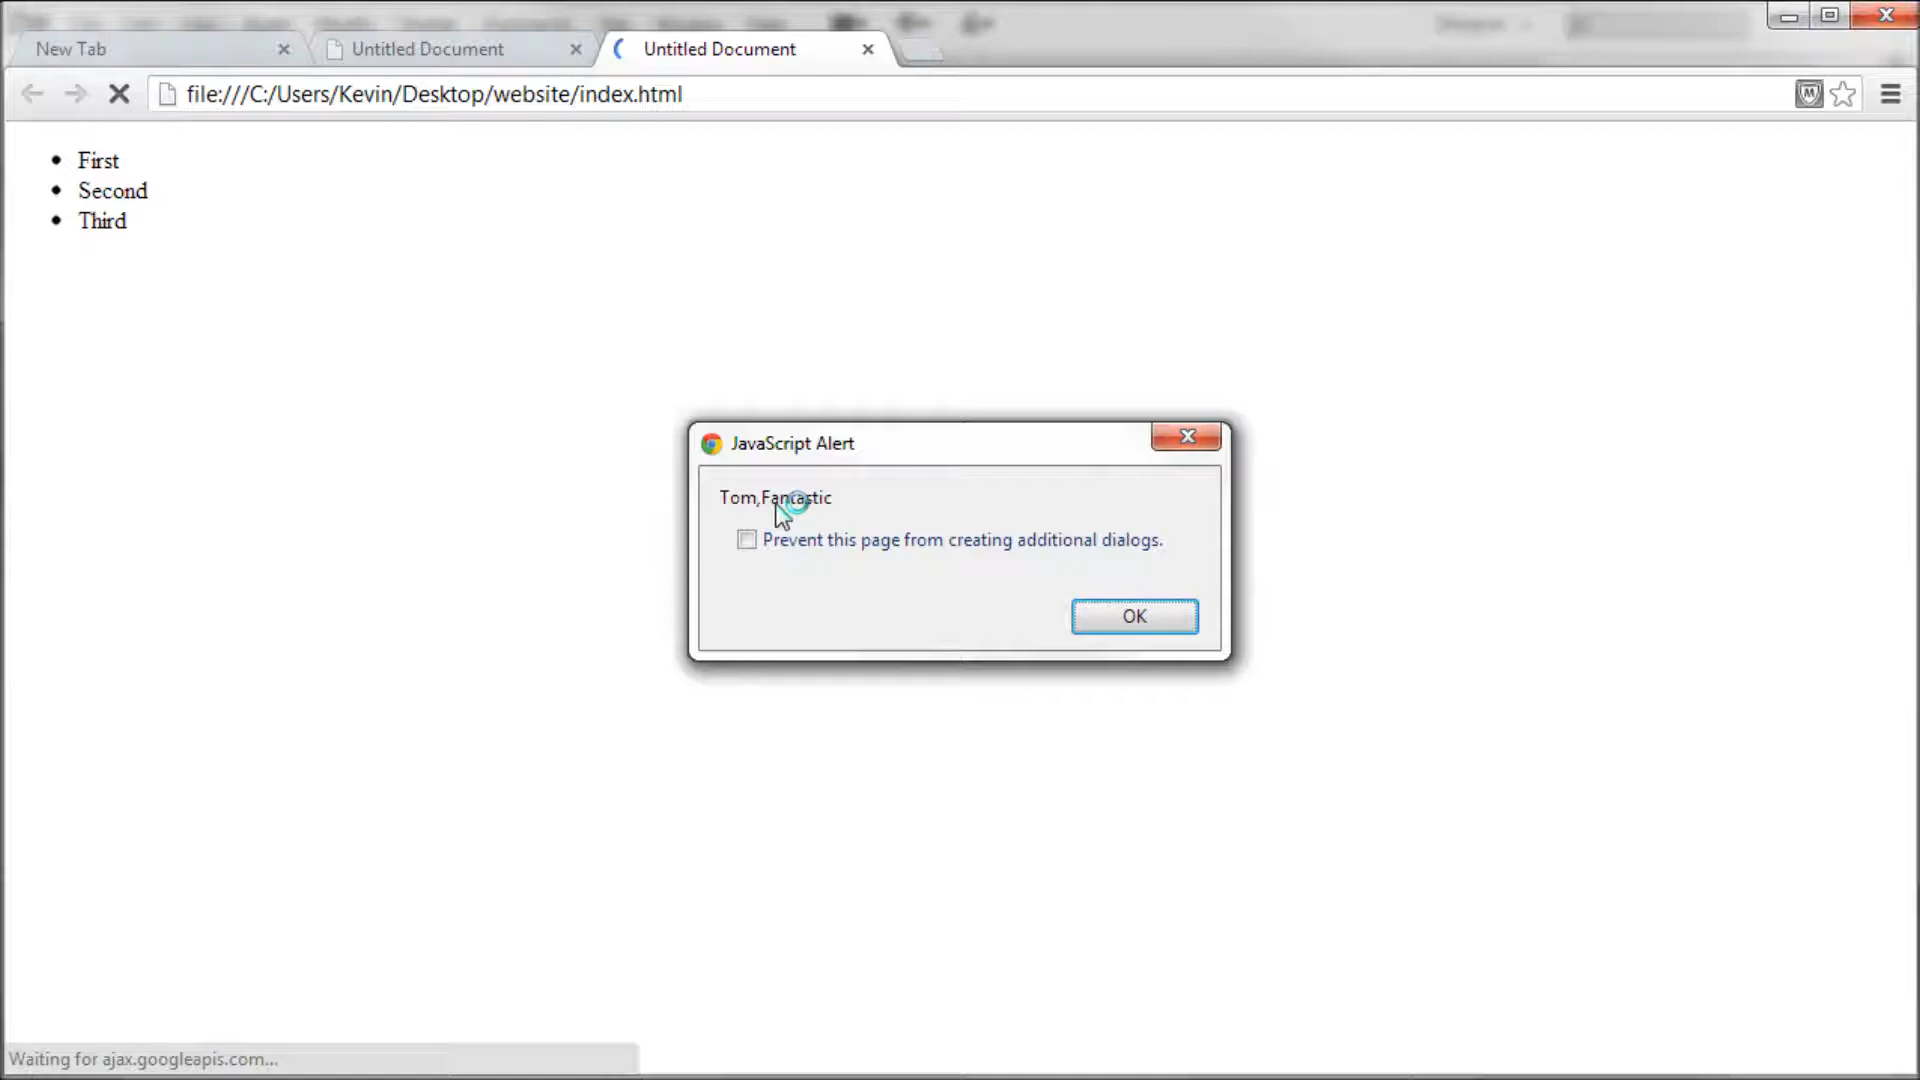 New Tab
Untitled Document
Untitled Document
file:///C:/Users/Kevin/Desktop/website/index.html
First
Second
Third
JavaScript Alert
Tom,Fantastic
Prevent this page from creating additional dialogs.
OK
Waiting for ajax.googleapis.com...